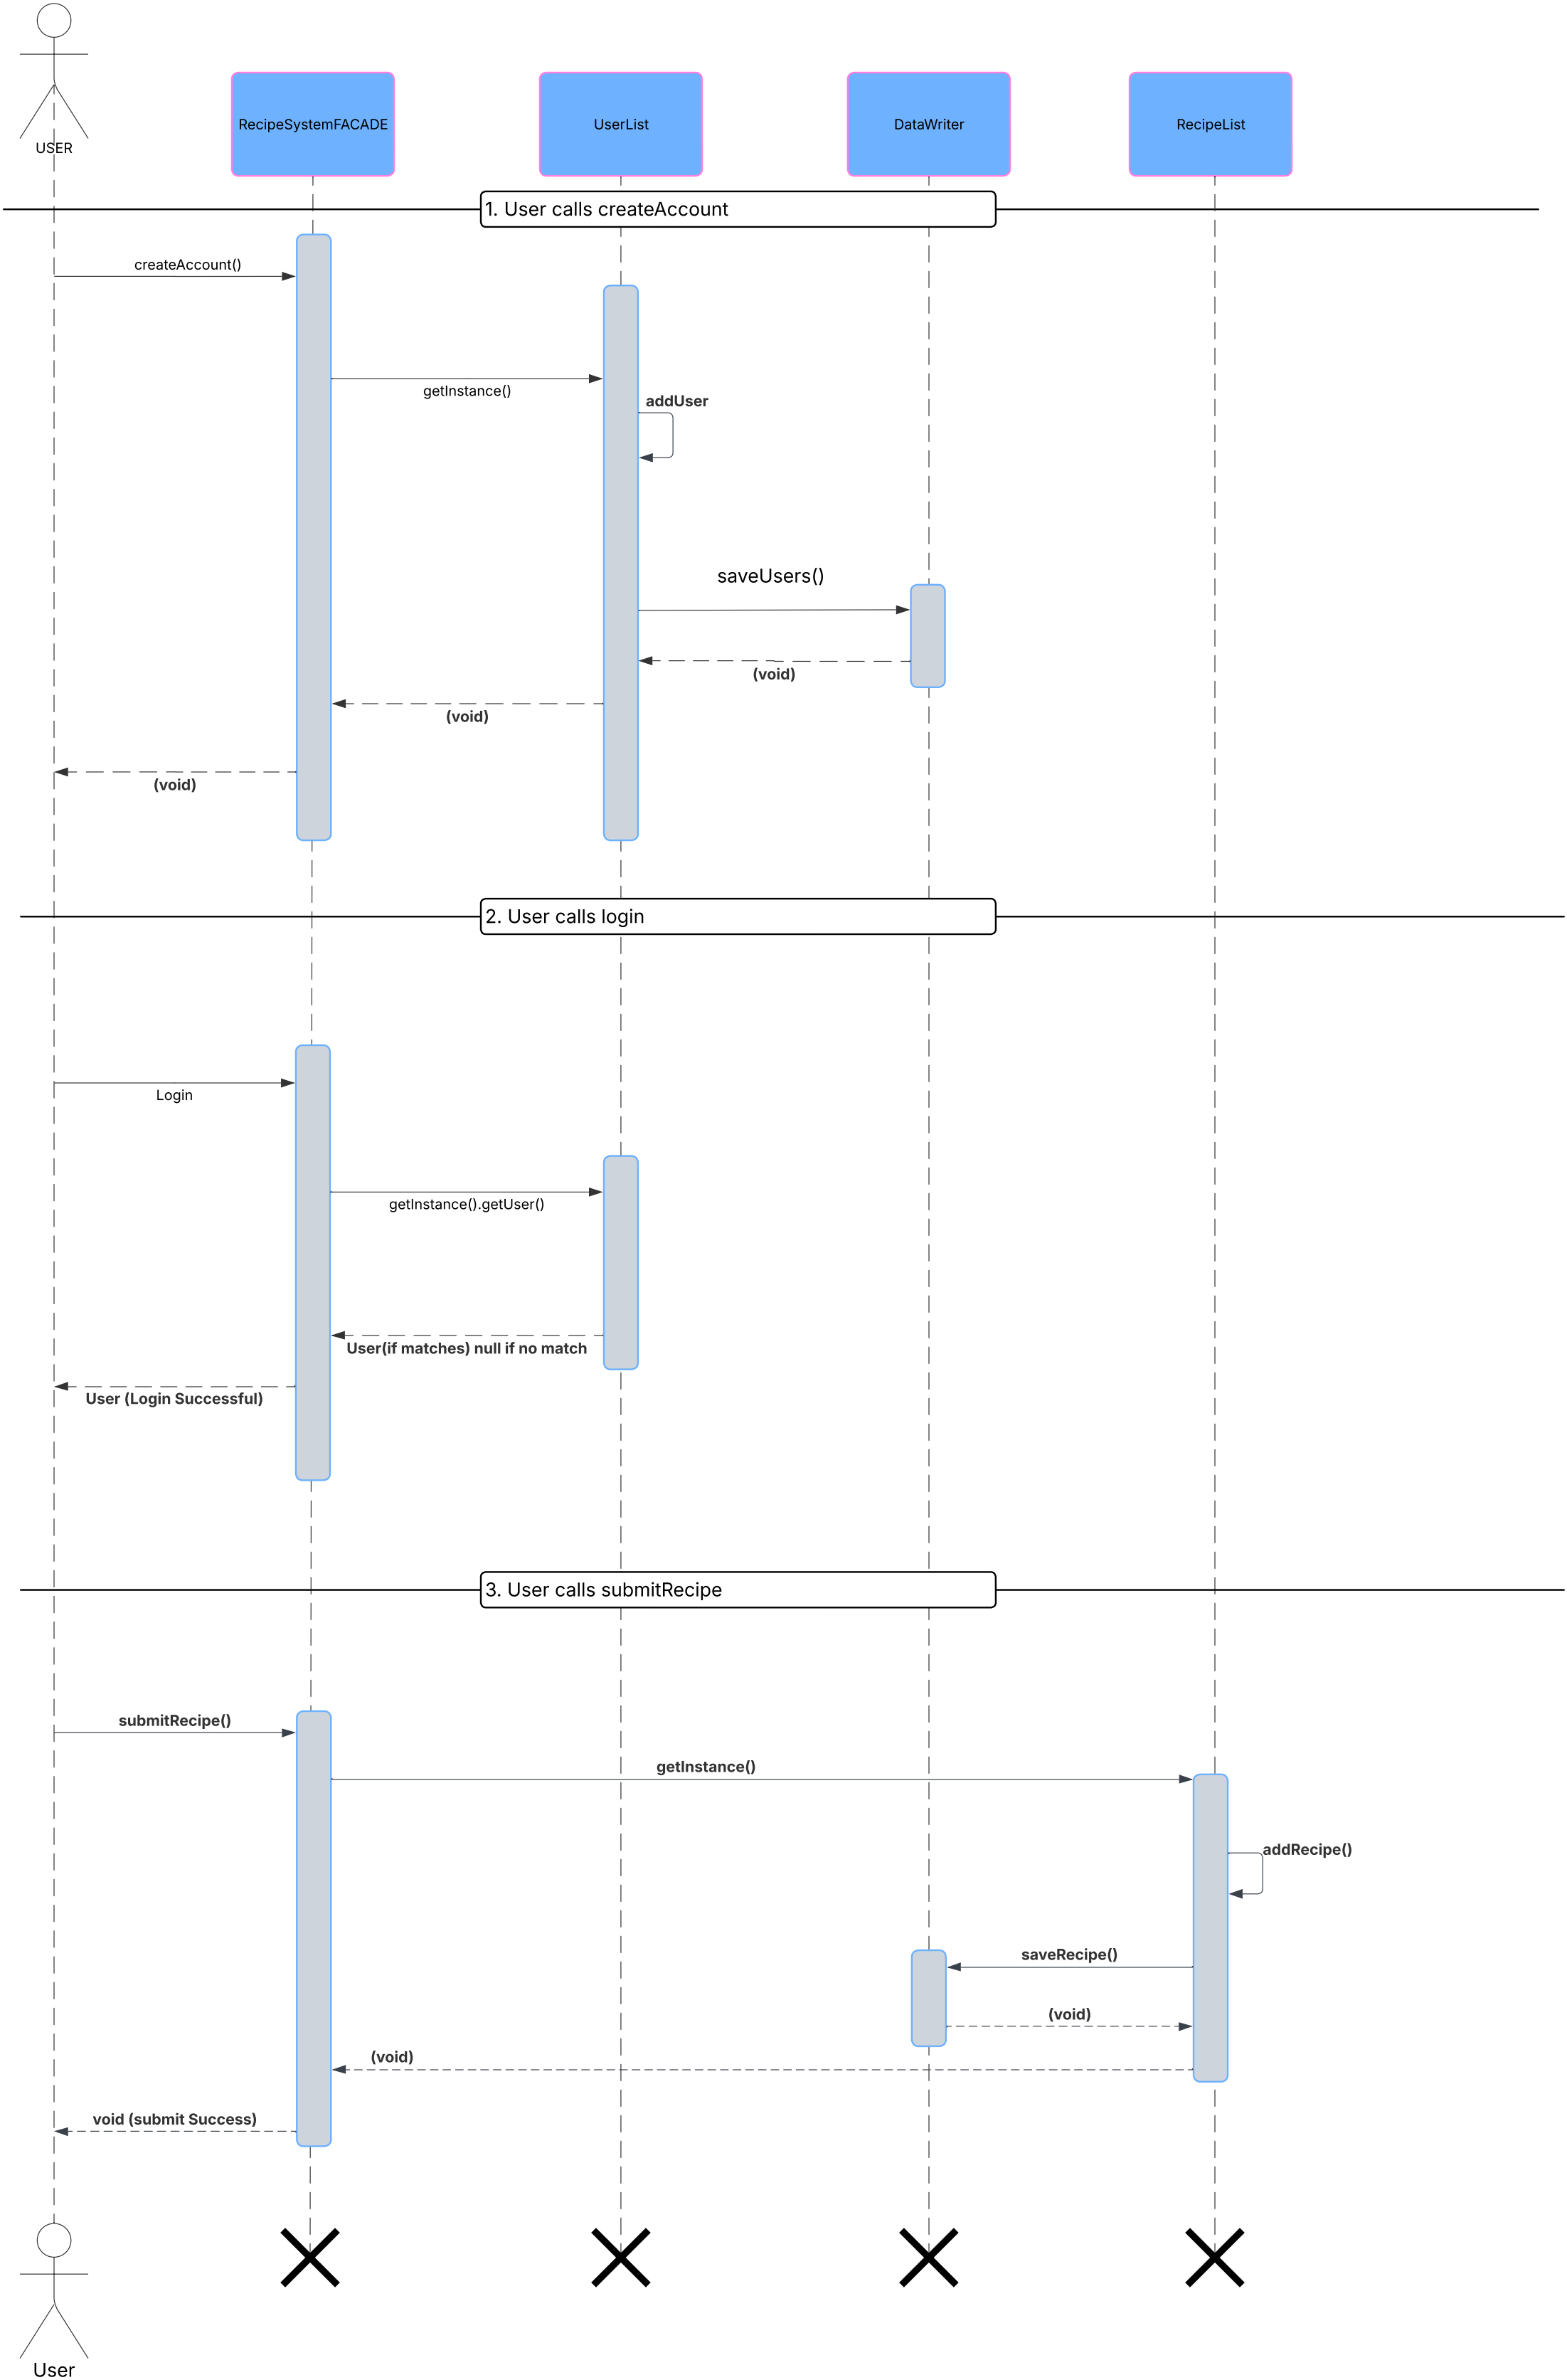 USER
RecipeSystemFACADE
UserList
DataWriter
RecipeList
1. User calls createAccount
createAccount()
getInstance()
addUser
saveUsers()
(void)
(void)
(void)
2. User calls login
Login
getInstance().getUser()
User(if matches) null if no match
User (Login Successful)
3. User calls submitRecipe
submitRecipe()
getInstance()
addRecipe()
saveRecipe()
(void)
(void)
void (submit Success)
User